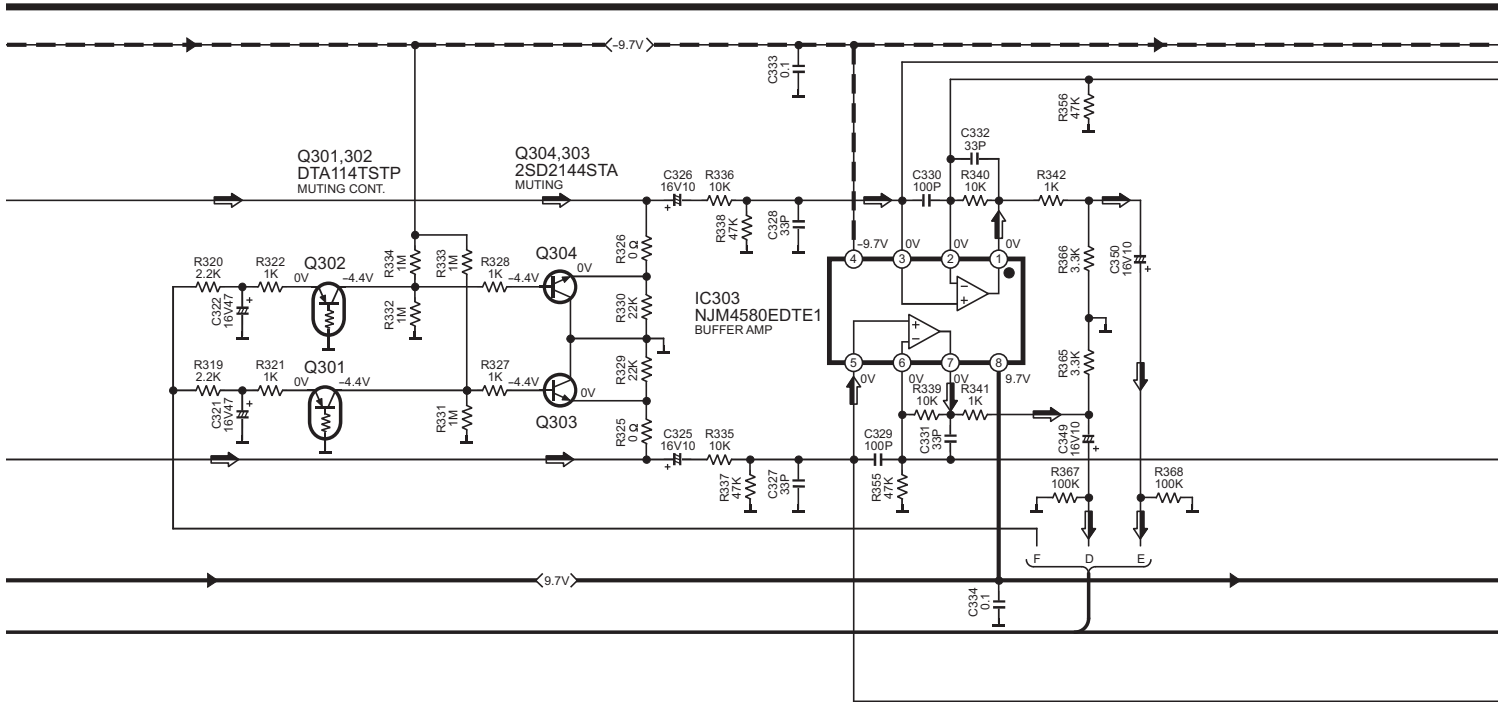 –9.7V
C333
0.1
R356
47K
C332
33P
Q301,302
DTA114TSTP
MUTING CONT.
Q304,303
2SD2144STA
MUTING
C326
16V10
+
R336
10K
C330
100P
R340
10K
R342
1K
R338
47K
C328
33P
R326
0 Ω
R334
1M
R333
1M
–9.7V
0V
0V
0V
R366
3.3K
C350
16V10
+
R320
2.2K
R322
1K
Q302
0V
–4.4V
R328
1K
–4.4V
Q304
0V
4
3
2
1
C322
16V47
+
R332
1M
R330
22K
IC303
NJM4580EDTE1
BUFFER AMP
–
+
+
–
R319
2.2K
R321
1K
Q301
0V
–4.4V
R327
1K
–4.4V
0V
R329
22K
5
6
7
8
0V
0V
0V
9.7V
R365
3.3K
C321
16V47
+
R331
1M
Q303
R325
0 Ω
R339
10K
R341
1K
C325
16V10
+
R335
10K
C329
100P
C331
33P
C349
16V10
+
R337
47K
C327
33P
R355
47K
R367
100K
R368
100K
F
D
E
9.7V
C334
0.1